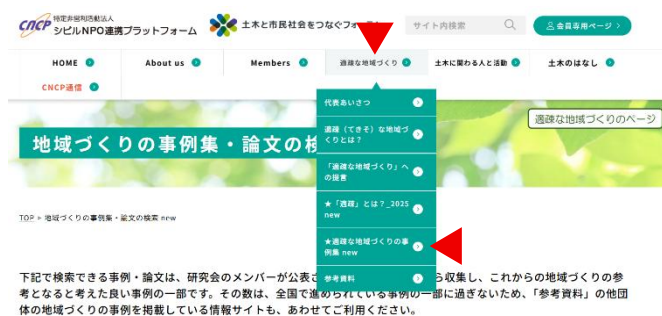 CNCP 特定非営利活動法人
シビルNPO連携プラットフォーム
土木と市民社会をつなぐフォ
サイト内検索
会員専用ページ
HOME
About us
Members
適疎な地域づくり
土木に関わる人と活動
土木のはなし
CNCP通信
代表あいさつ
適疎(てきそ)な地域づ
くりとは?
「適疎な地域づくり」へ
の提言
★「適疎」とは?_2025
new
★適疎な地域づくりの事
例集 new
参考資料
適疎な地域づくりのページ
地域づくりの事例集・論文の検
TOP » 地域づくりの事例集・論文の検索 new
下記で検索できる事例・論文は、研究会のメンバーが公表さ ら収集し、これからの地域づくりの参
考となると考えた良い事例の一部です。その数は、全国で進められている事例の一部に過ぎないため、「参考資料」の他団
体の地域づくりの事例を掲載している情報サイトも、あわせてご利用ください。